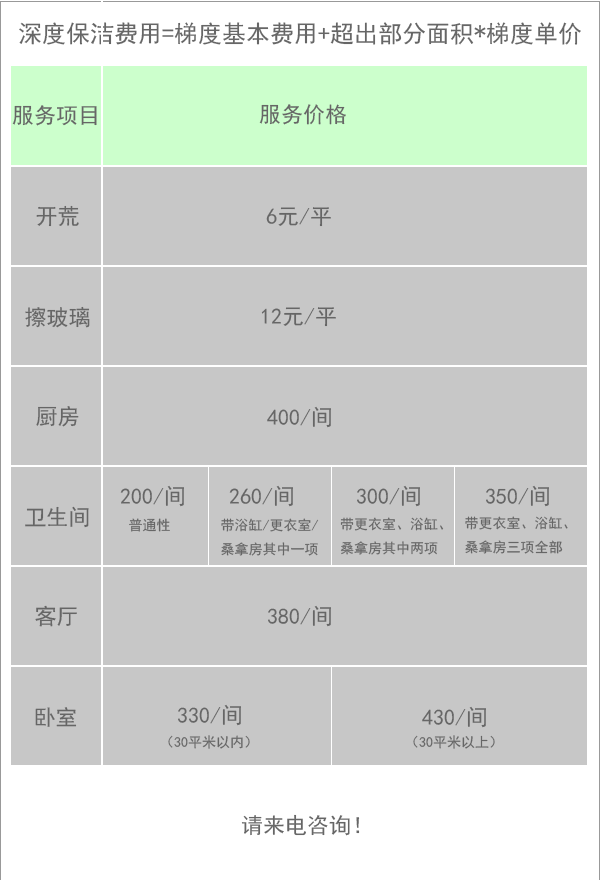 深度保洁费用=梯度基本费用+超出部分面积*梯度单价
服务项目 服务价格
开荒 6元/平
擦玻璃 12元/平
厨房 400/间
卫生间
200/间
普通性
260/间
带浴缸/更衣室/
桑拿房其中一项
300/间
带更衣室、浴缸、
桑拿房其中两项
350/间
带更衣室、浴缸、
桑拿房三项全部
客厅 380/间
卧室
330/间
（30平米以内）
430/间
（30平米以上）
请来电咨询！